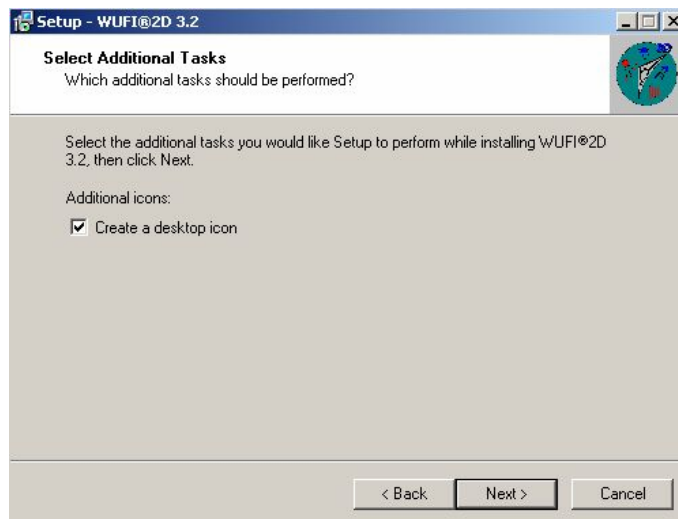 Setup - WUFI®2D 3.2
Select Additional Tasks
Which additional tasks should be performed?
Select the additional tasks you would like Setup to perform while installing WUFI®2D
3.2, then click Next.
Additional icons:
Create a desktop icon
< Back Next > Cancel